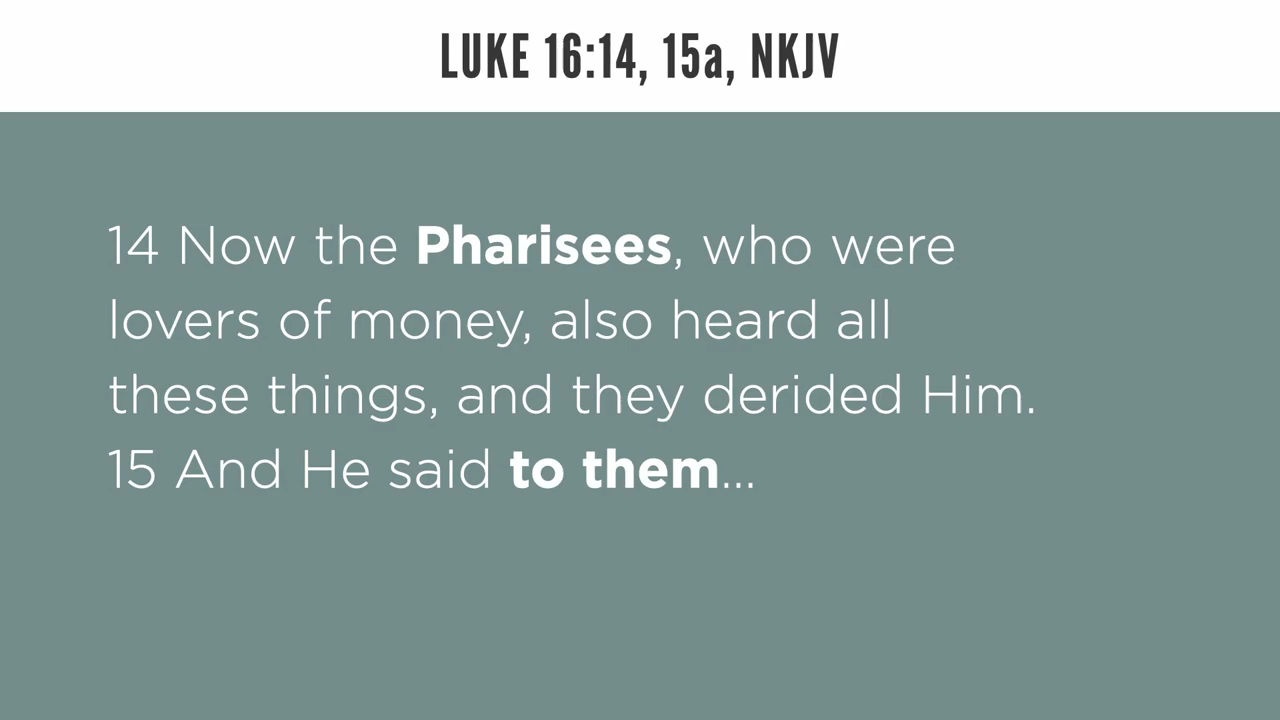 LUKE 16:14, 15a, NKJV
14 Now the Pharisees, who were
lovers of money, also heard all
these things, and they derided Him.
15 And He said to them...